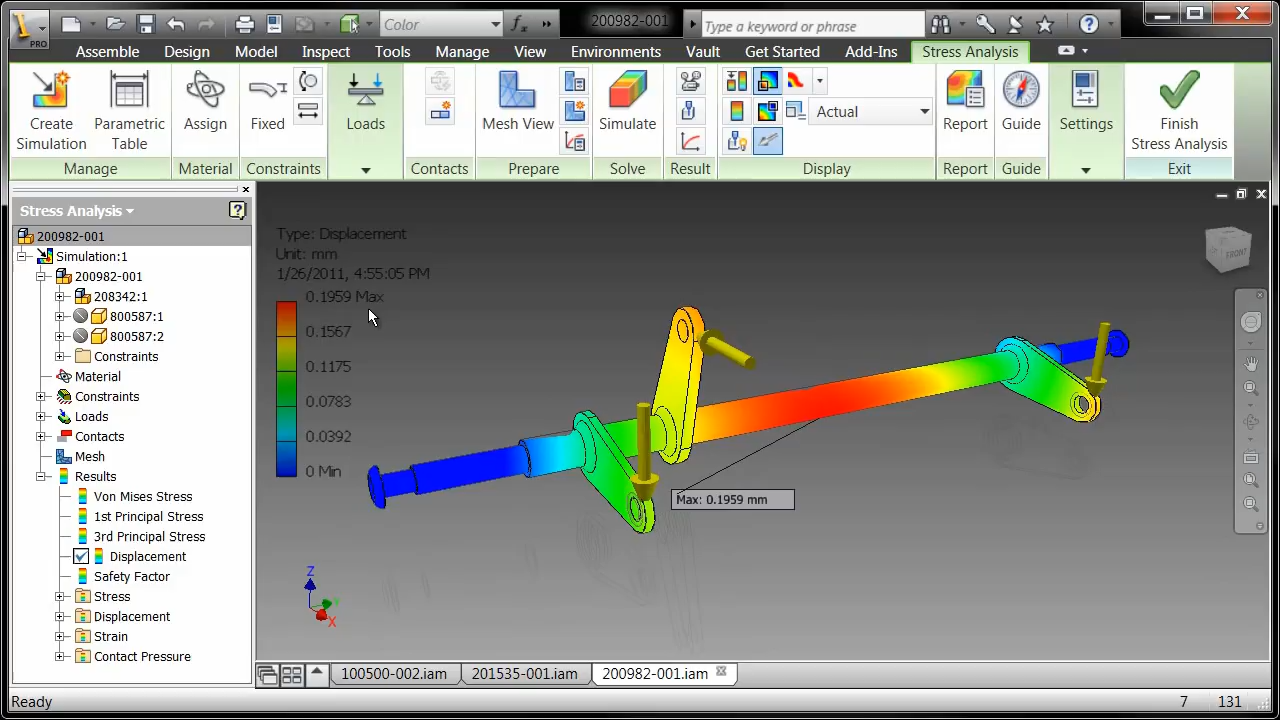 PRO
Color
200982-001
Type a keyword or phrase
Assemble
Design
Model
Inspect
Tools
Manage
View
Environments
Vault
Get Started
Add-Ins
Stress Analysis
Create
Simulation
Parametric
Table
Assign
Fixed
Loads
Mesh View
Simulate
Actual
Report
Guide
Settings
Finish
Stress Analysis
Manage
Material
Constraints
Contacts
Prepare
Solve
Result
Display
Report
Guide
Exit
Stress Analysis
200982-001
Simulation:1
200982-001
208342:1
800587:1
800587:2
Constraints
Material
Constraints
Loads
Contacts
Mesh
Results
Von Mises Stress
1st Principal Stress
3rd Principal Stress
Displacement
Safety Factor
Stress
Displacement
Strain
Contact Pressure
Type: Displacement
Unit: mm
1/26/2011, 4:55:05 PM
0.1959 Max
0.1567
0.1175
0.0783
0.0392
0 Min
Max: 0.1959 mm
FRONT
Z
Y
X
100500-002.iam
201535-001.iam
200982-001.iam
Ready
7
131